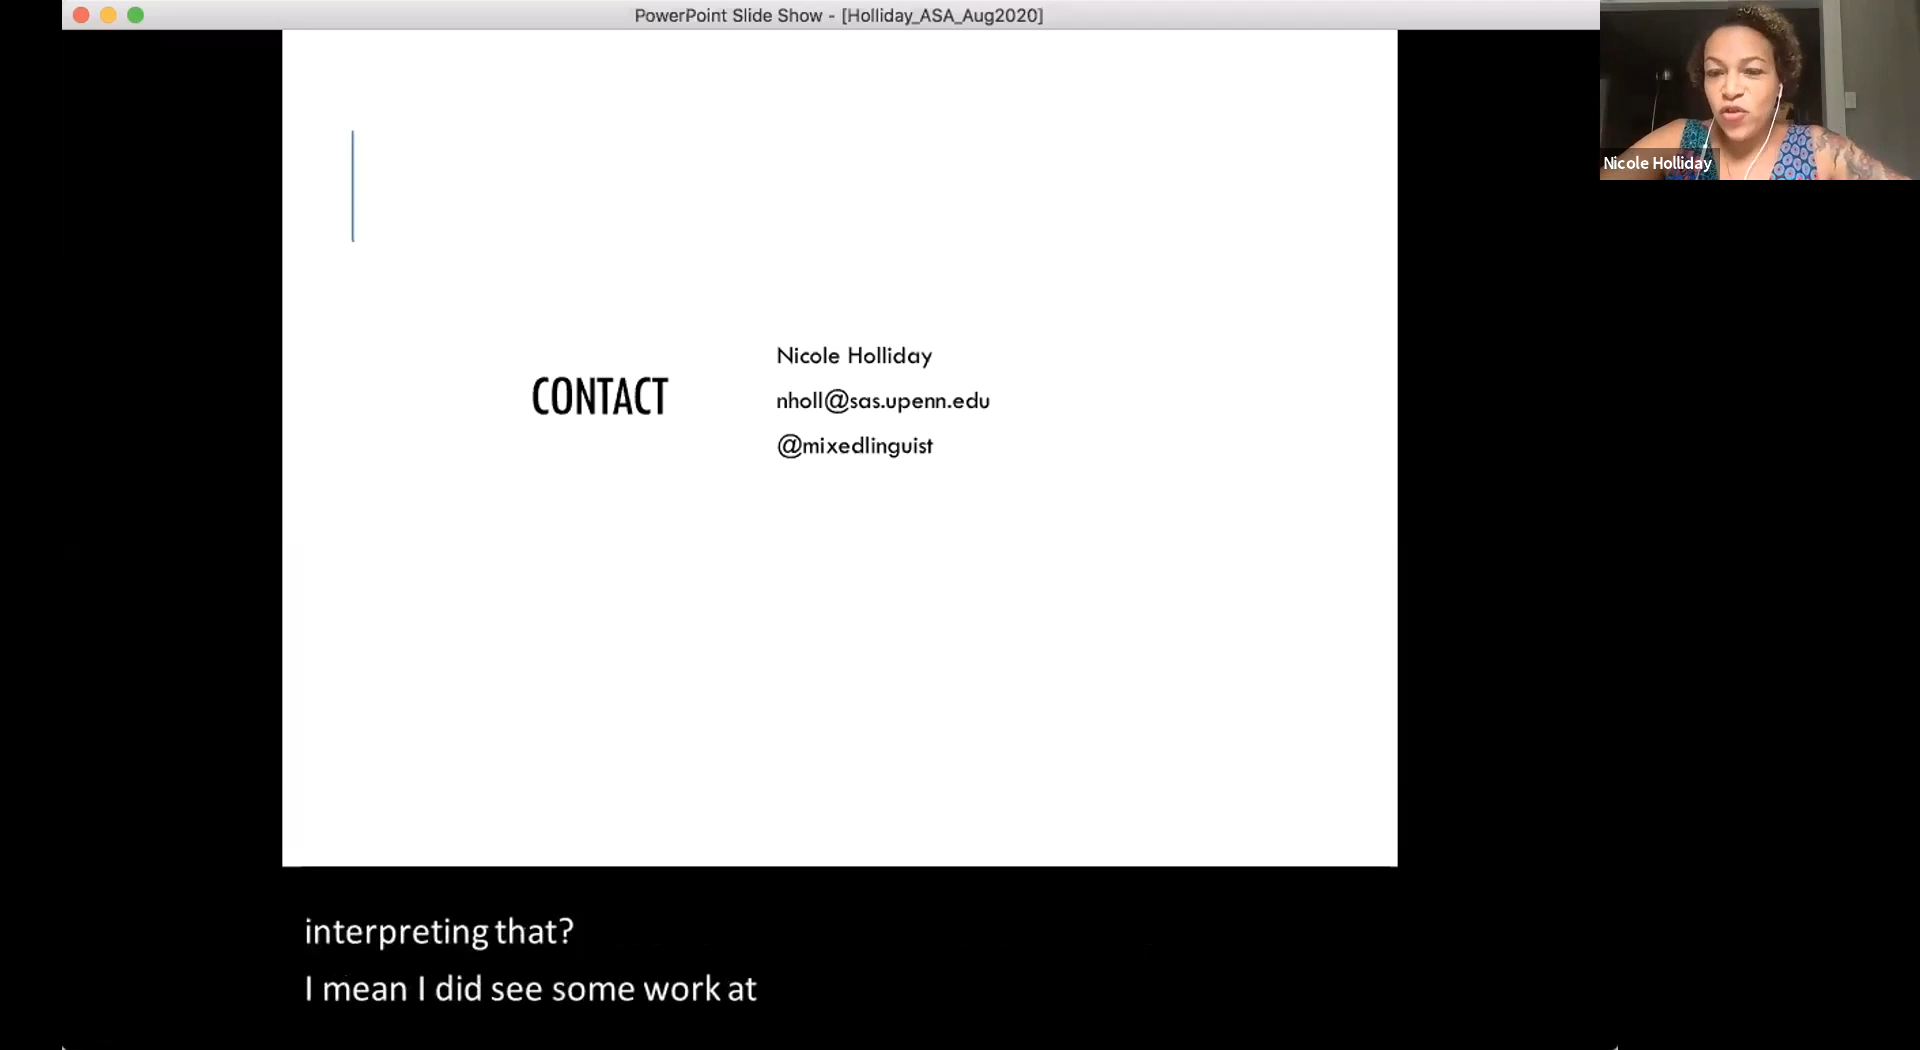 PowerPoint Slide Show - [Holliday_ASA_Aug2020]
Nicole Holliday
CONTACT
Nicole Holliday
nholl@sas.upenn.edu
@mixedlinguist
interpreting that?
I mean I did see some work at